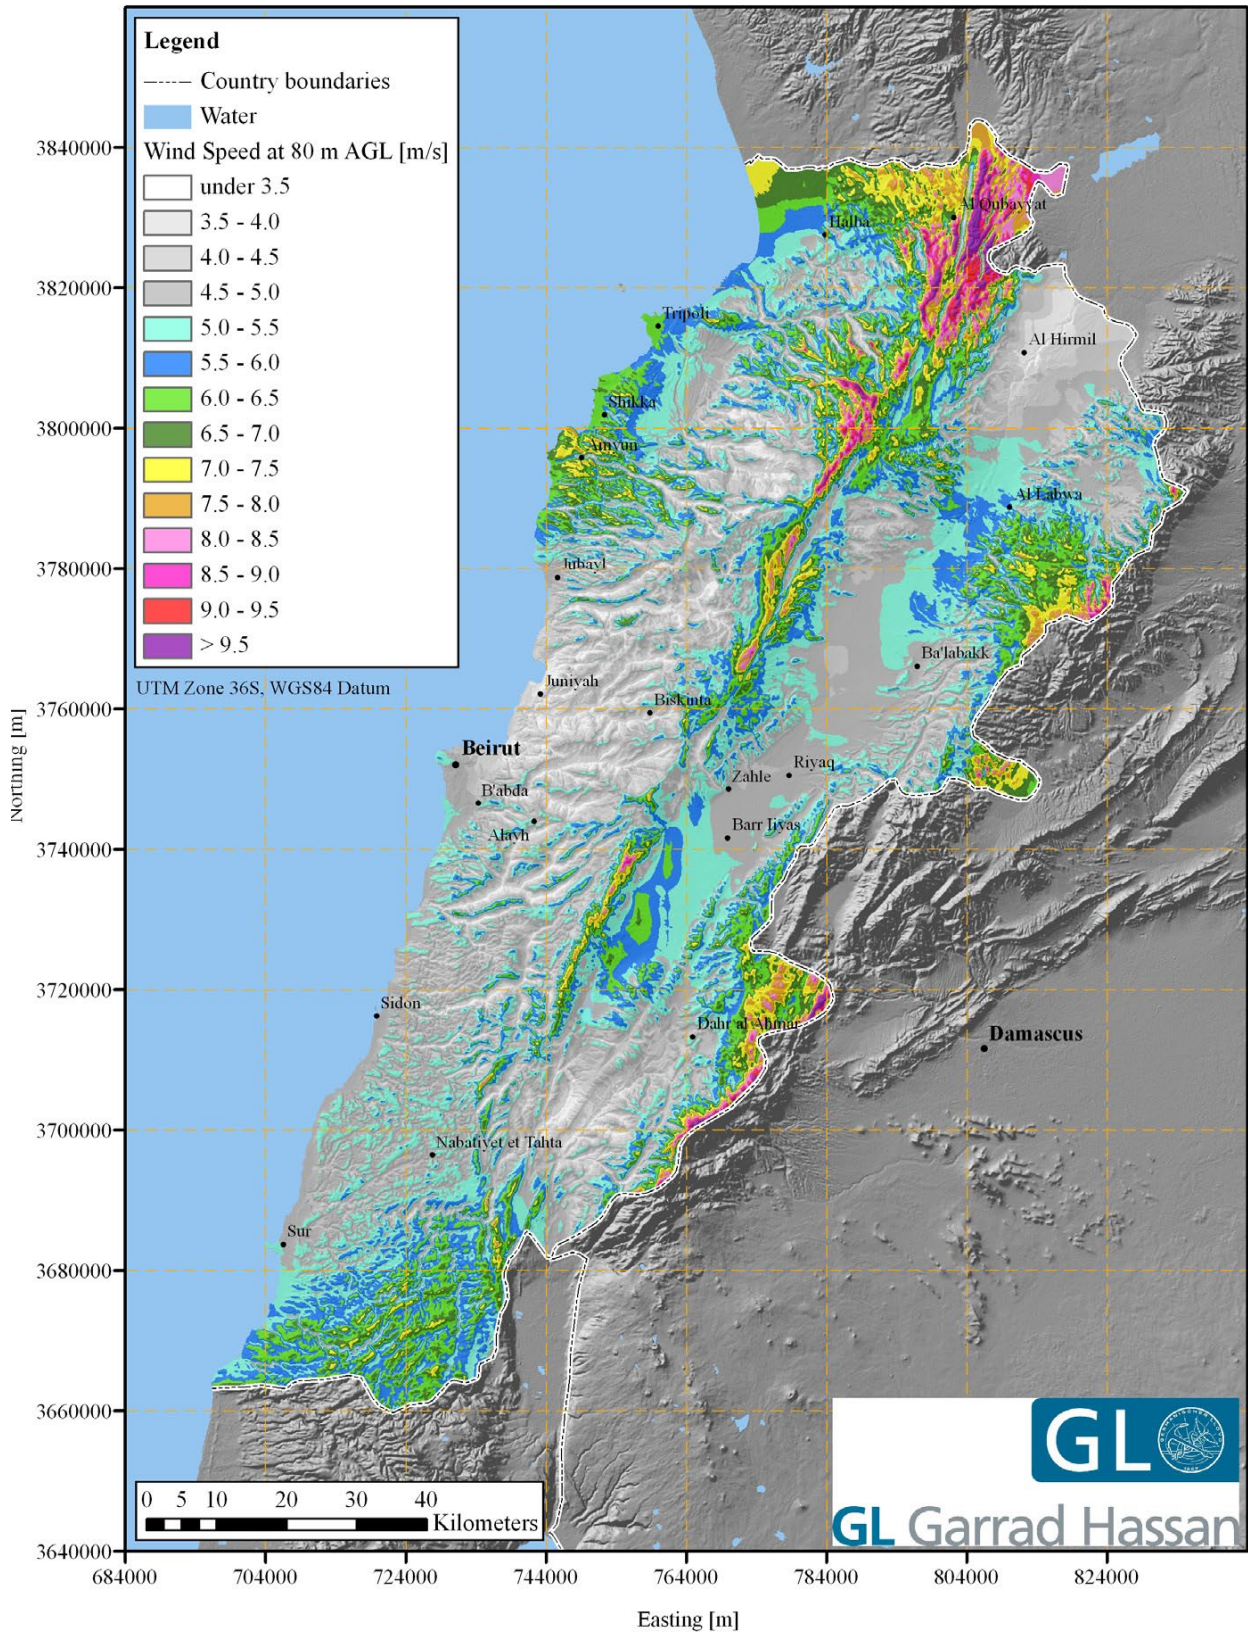 Legend
Country boundaries
Water
Wind Speed at 80 m AGL [m/s]
under 3.5
3.5 - 4.0
4.0 - 4.5
4.5 - 5.0
5.0 - 5.5
5.5 - 6.0
6.0 - 6.5
6.5 - 7.0
7.0 - 7.5
7.5 - 8.0
8.0 - 8.5
8.5 - 9.0
9.0 - 9.5
> 9.5
UTM Zone 36S, WGS84 Datum
3840000
3820000
3800000
3780000
3760000
3740000
3720000
3700000
3680000
3660000
3640000
Northing [m]
Al Qubayyat
Halba
Tripoli
Al Hirmil
Shikka
Amyun
Al Labwa
Jubayl
Ba'labakk
Juniyah
Biskinta
Beirut
Riyaq
Zahle
B'abda
Barr Iiyas
Alayh
Sidon
Dahr al Ahmar
Damascus
Nabatiyet et Tahta
Sur
0 5 10 20 30 40
Kilometers
GL
GL Garrad Hassan
684000 704000 724000 744000 764000 784000 804000 824000
Easting [m]